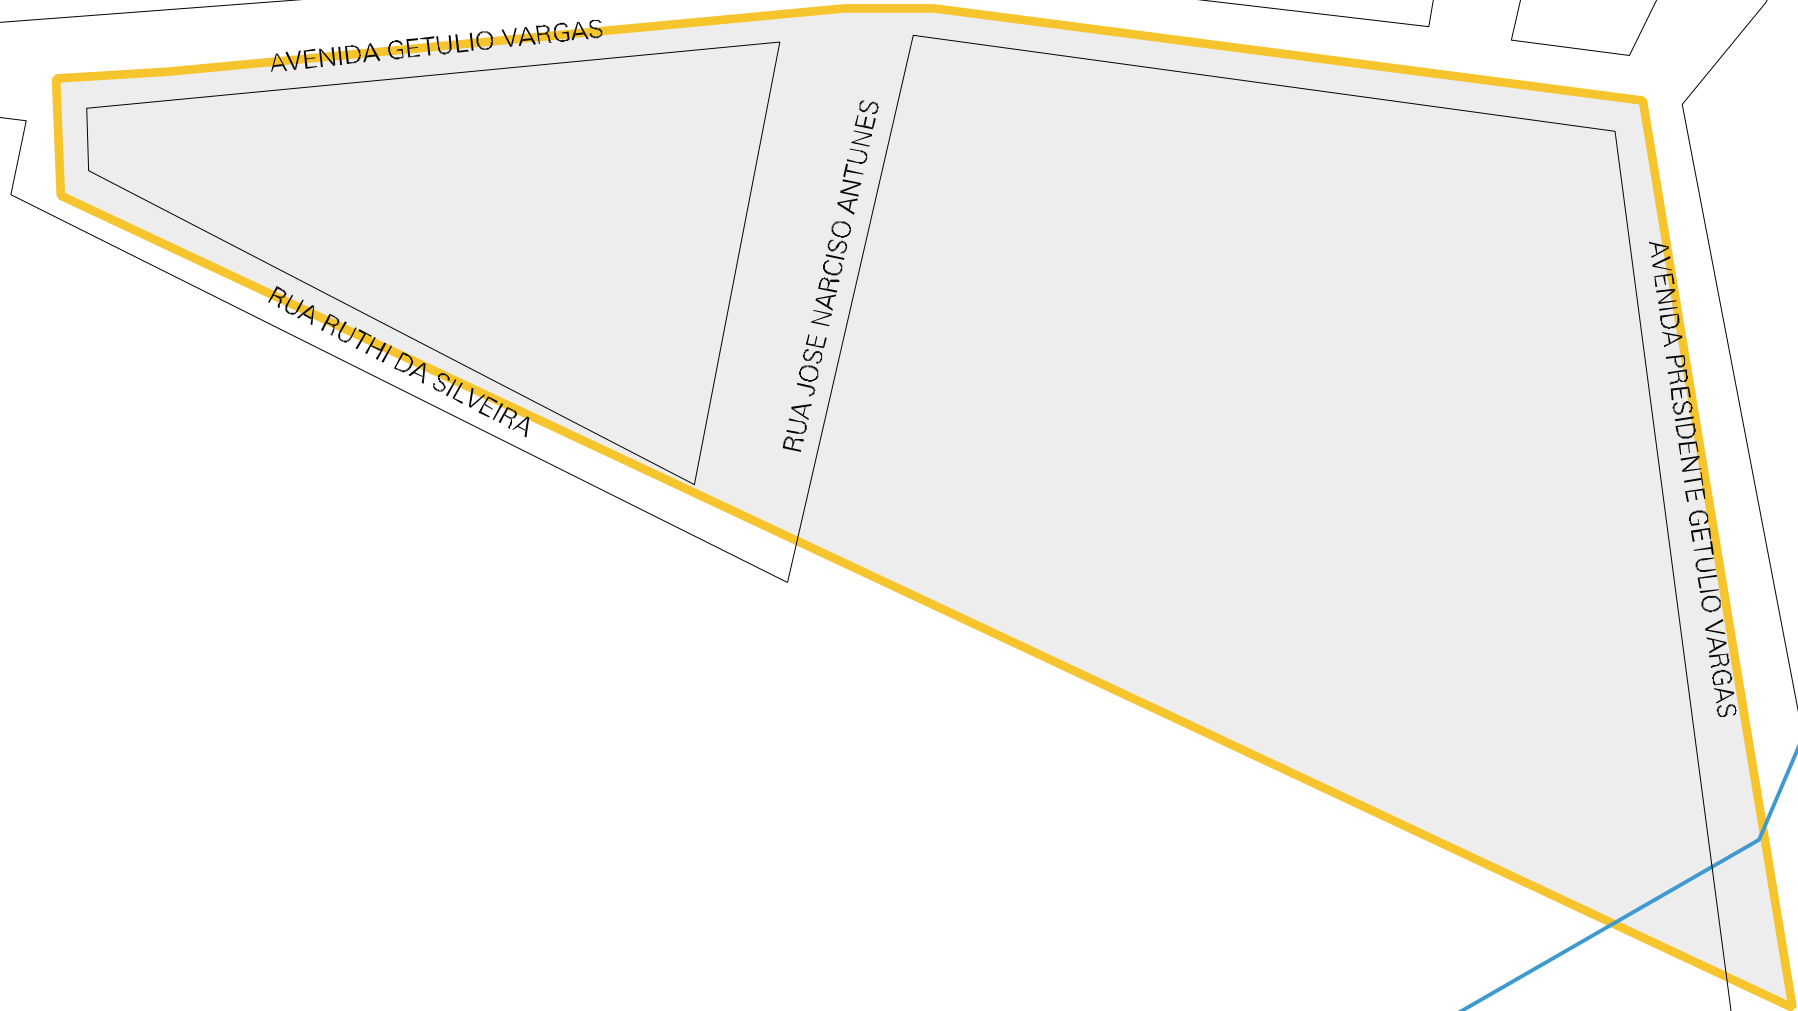 AVENIDA GETULIO VARGAS
RUA JOSE NARCISO ANTUNES
RUA RUTHI DA SILVEIRA
AVENIDA PRESIDENTE GETULIO VARGAS